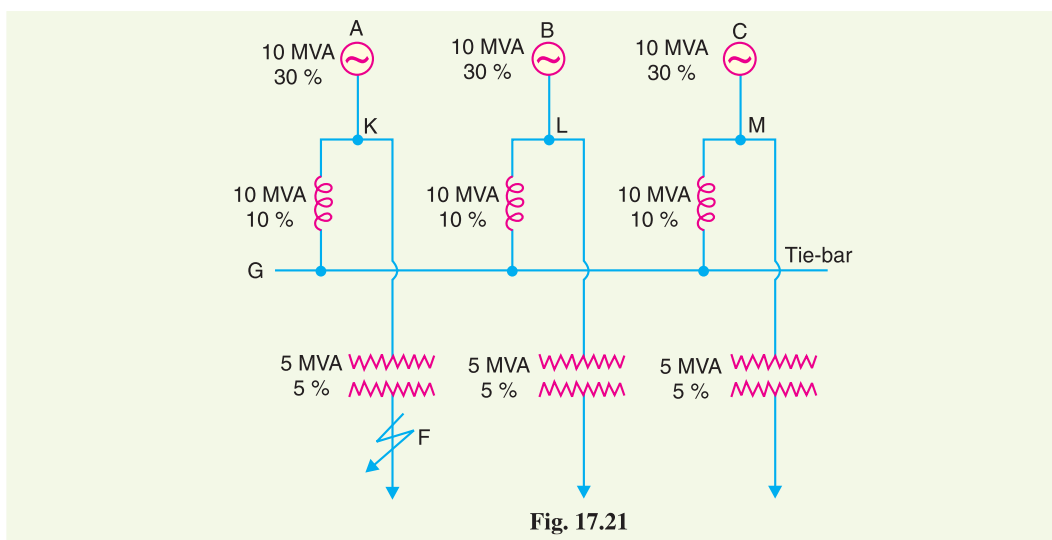 A
B
C
10 MVA
30 %
10 MVA
30 %
10 MVA
30 %
K
L
M
10 MVA
10 %
10 MVA
10 %
10 MVA
10 %
G
Tie-bar
5 MVA
5 %
5 MVA
5 %
5 MVA
5 %
F
Fig. 17.21